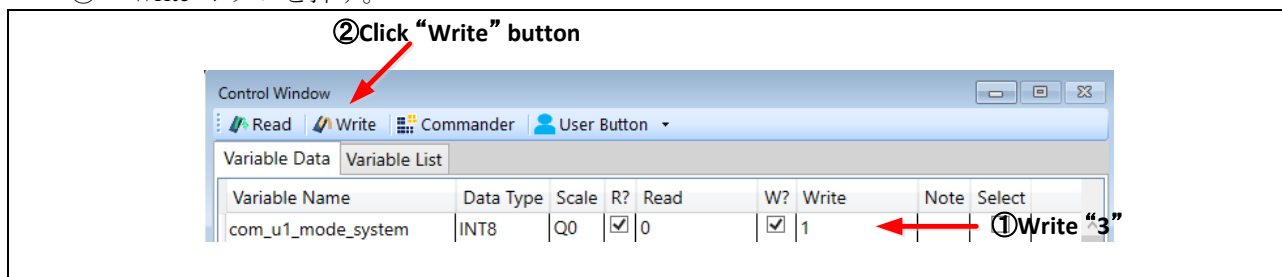 "Write"
②Click “Write” button
Control Window
Read Write Commander User Button
Variable Data Variable List
Variable Name Data Type Scale R? Read W? Write Note Select
com_u1_mode_system INT8 Q0 0 1 ①Write “3”